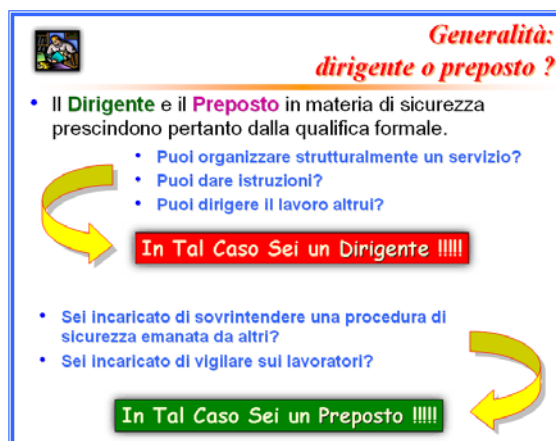 Generalità:
dirigente o preposto ?
• Il Dirigente e il Preposto in materia di sicurezza
prescindono pertanto dalla qualifica formale.
• Puoi organizzare strutturalmente un servizio?
• Puoi dare istruzioni?
• Puoi dirigere il lavoro altrui?
In Tal Caso Sei un Dirigente !!!!!
• Sei incaricato di sovrintendere una procedura di
sicurezza emanata da altri?
• Sei incaricato di vigilare sui lavoratori?
In Tal Caso Sei un Preposto !!!!!